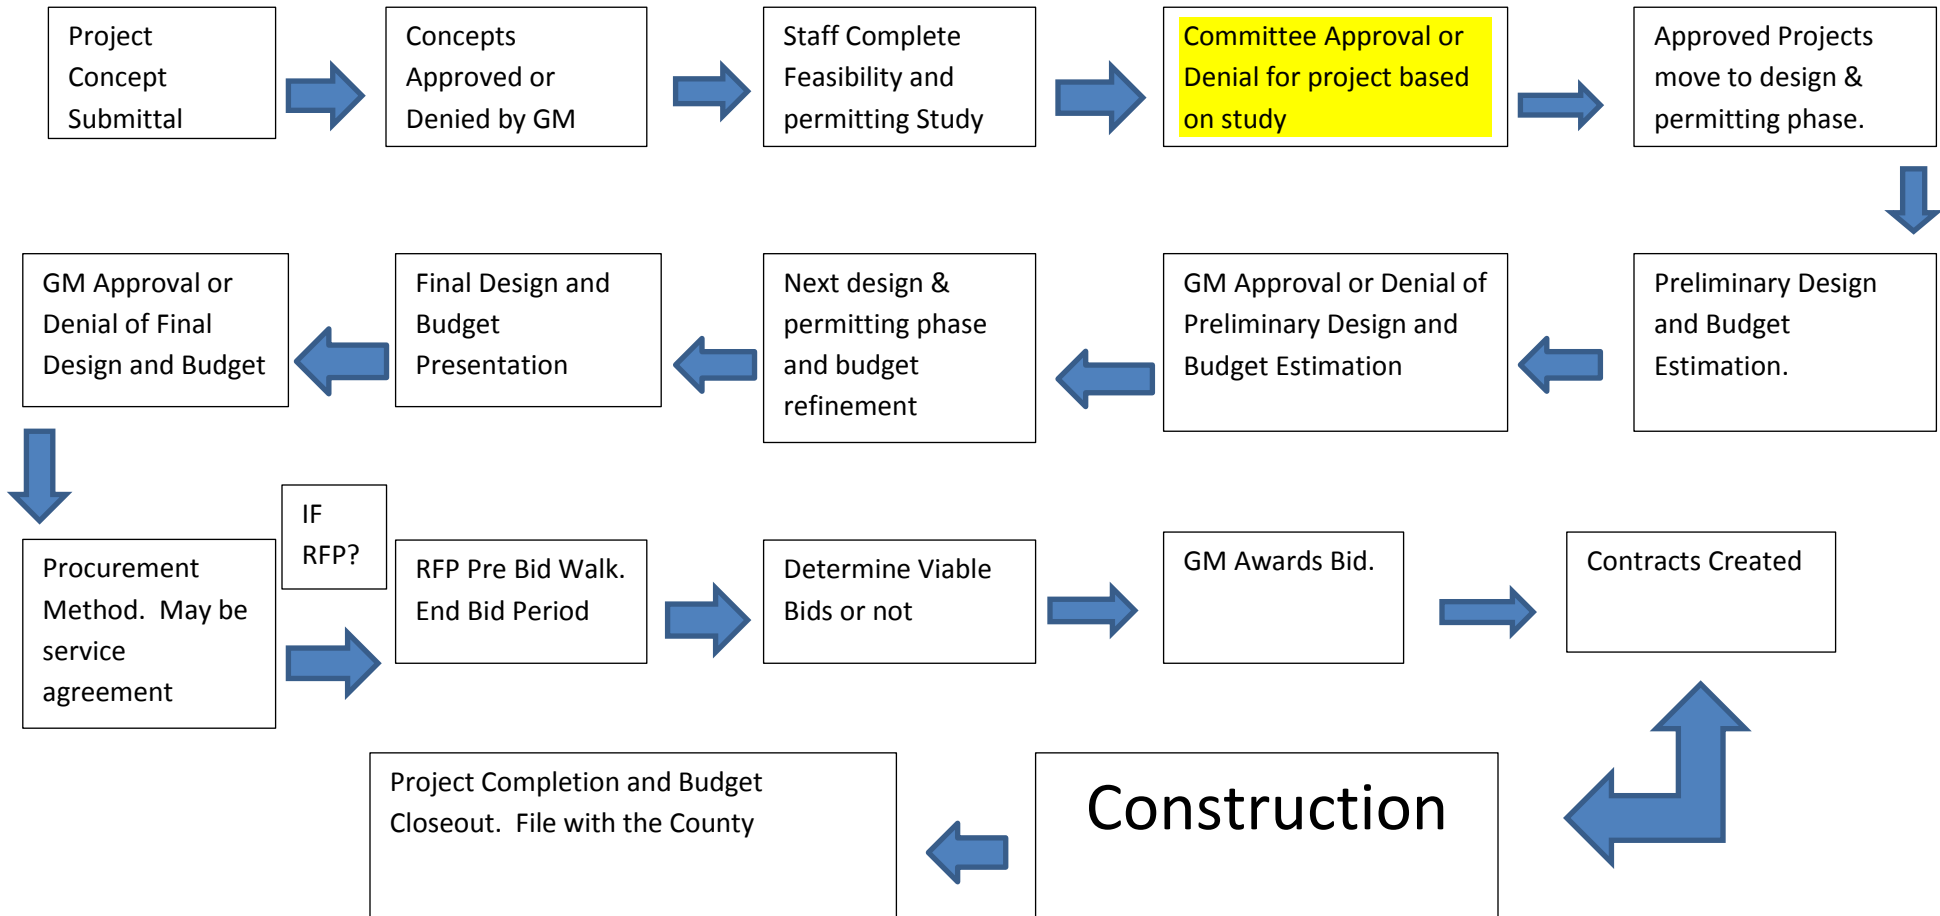 Project
Concept
Submittal
Concepts
Approved or
Denied by GM
Staff Complete
Feasibility and
permitting Study
Committee Approval or
Denial for project based
on study
Approved Projects
move to design &
permitting phase.
Preliminary Design
and Budget
Estimation.
GM Approval or Denial of
Preliminary Design and
Budget Estimation
Next design &
permitting phase
and budget
refinement
Final Design and
Budget
Presentation
GM Approval or
Denial of Final
Design and Budget
Procurement
Method.  May be
service
agreement
IF
RFP?
RFP Pre Bid Walk.
End Bid Period
Determine Viable
Bids or not
GM Awards Bid.
Contracts Created
Construction
Project Completion and Budget
Closeout.  File with the County